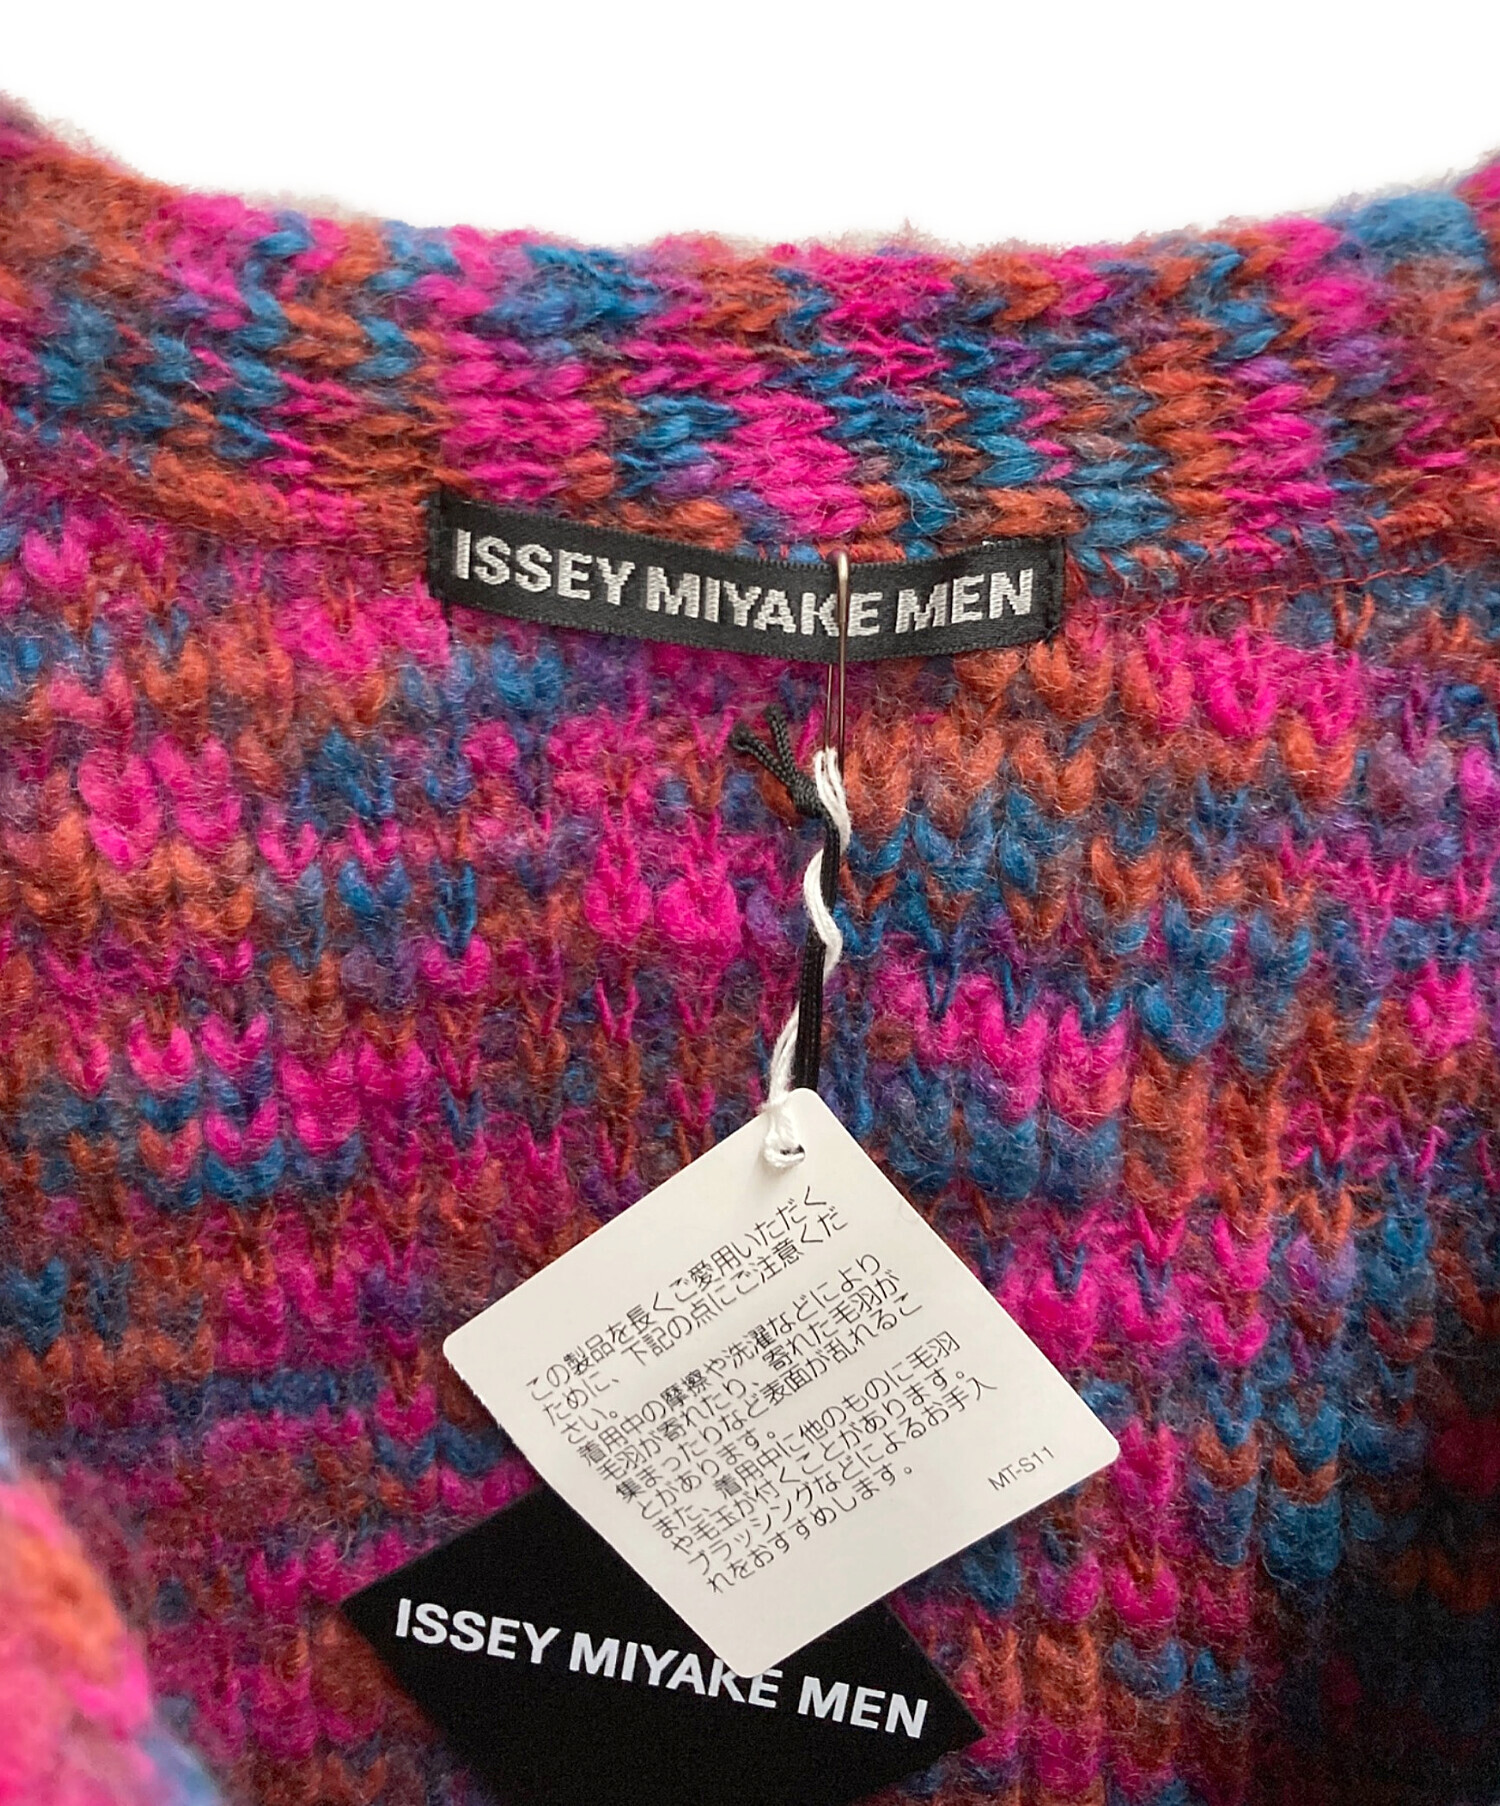 ISSEY MIYAKE MEN
この製品を長くご愛用いただく
ために、下記の点にご注意くだ
さい。
着用中の摩擦や洗濯などにより
毛羽が寄れたり、寄れた毛羽が
集まったりなど表面が乱れるこ
とがあります。
また、着用中に他のものに毛羽
や毛玉が付くことがあります。
ブラッシングなどによるお手入
れをおすすめします。
MT-S11
ISSEY MIYAKE MEN